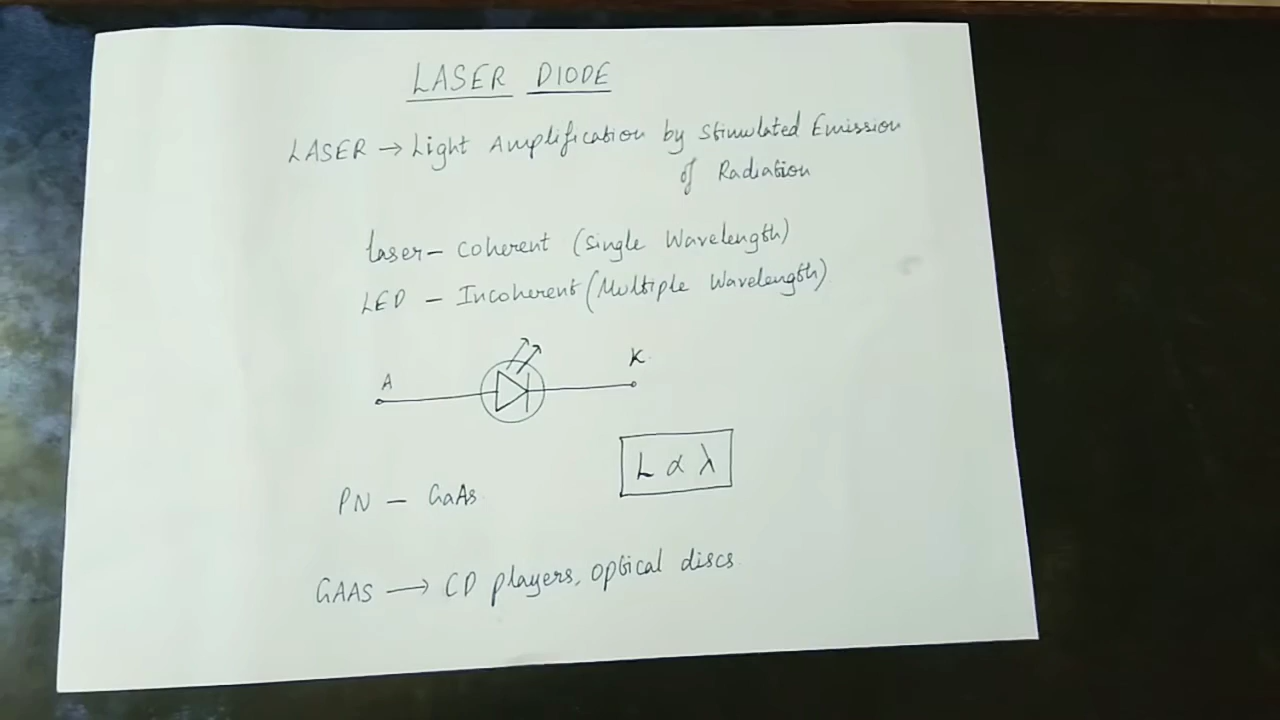 LASER DIODE
LASER → Light Amplification by Stimulated Emission
of Radiation
laser - Coherent (Single Wavelength)
LED - Incoherent (Multiple Wavelength)
A
K
L ∝ λ
PN - GaAs
GAAS → CD players, optical discs